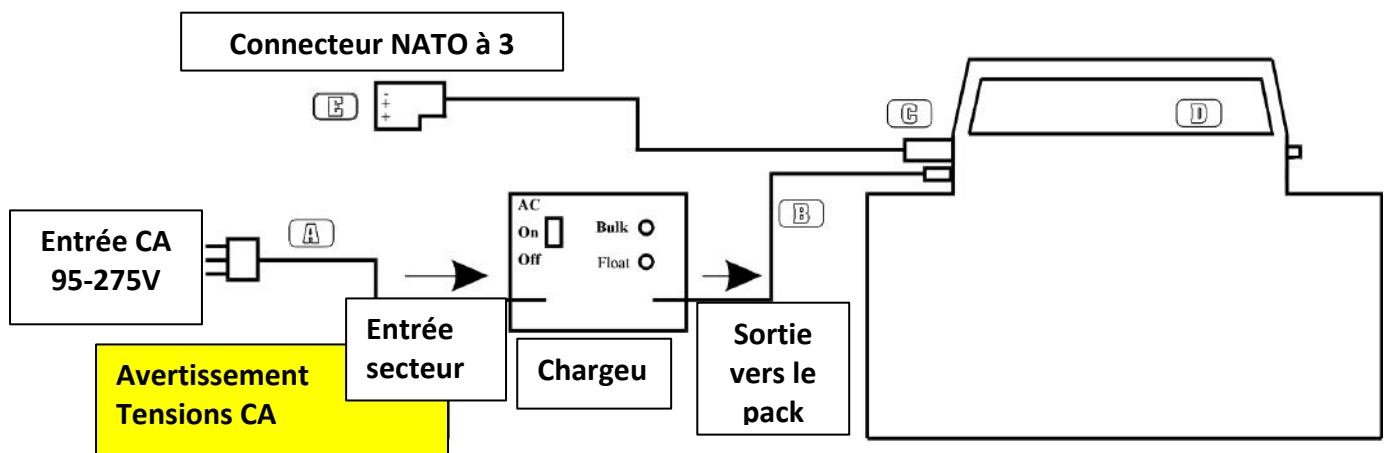 Connecteur NATO à 3
E
-
+
+
C
D
AC
On
Off
Bulk
Float
B
A
Entrée CA
95-275V
Entrée
secteur
Chargeu
Sortie
vers le
pack
Avertissement
Tensions CA